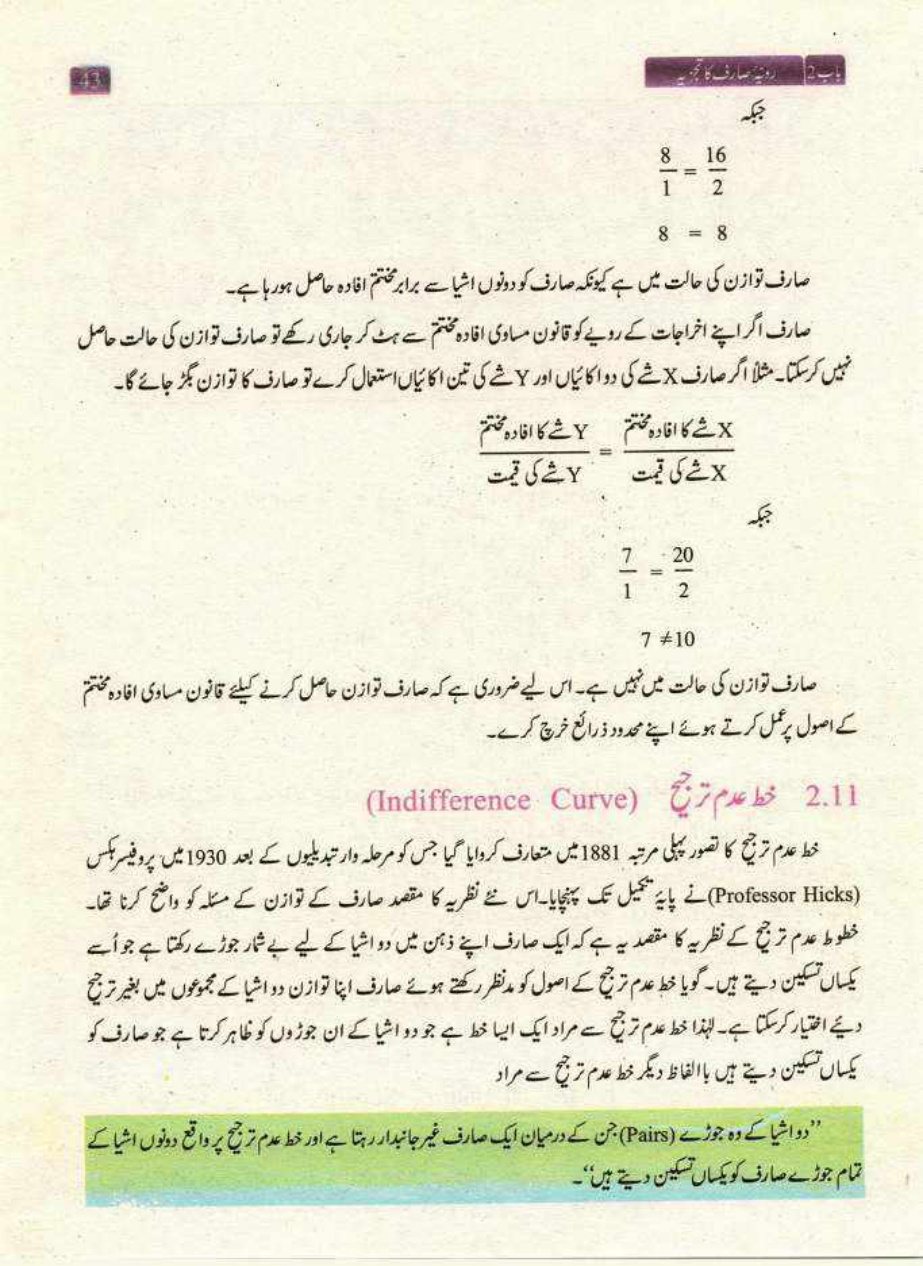 باب 2 رویۂ صارف کا تجزیہ
43
جبکہ
8/1 = 16/2
8 = 8
صارف توازن کی حالت میں ہے کیونکہ صارف کو دونوں اشیا سے برابر مختتم افادہ حاصل ہو رہا ہے۔
صارف اگر اپنے اخراجات کے رویے کو قانون مساوی افادہ مختتم سے ہٹ کر جاری رکھے تو صارف توازن کی حالت حاصل
نہیں کر سکتا۔ مثلاً اگر صارف X شے کی دو اکائیاں اور Y شے کی تین اکائیاں استعمال کرے تو صارف کا توازن بگڑ جائے گا۔
X شے کا افادہ مختتم / X شے کی قیمت = Y شے کا افادہ مختتم / Y شے کی قیمت
جبکہ
7/1 = 20/2
7 ≠ 10
صارف توازن کی حالت میں نہیں ہے۔ اس لیے ضروری ہے کہ صارف توازن حاصل کرنے کیلئے قانون مساوی افادہ مختتم
کے اصول پر عمل کرتے ہوئے اپنے محدود ذرائع خرچ کرے۔
2.11 خط عدم ترجیح (Indifference Curve)
خط عدم ترجیح کا تصور پہلی مرتبہ 1881 میں متعارف کروایا گیا جس کو مرحلہ وار تبدیلیوں کے بعد 1930 میں پروفیسر ہکس
(Professor Hicks) نے پایۂ تکمیل تک پہنچایا۔ اس نئے نظریہ کا مقصد صارف کے توازن کے مسئلہ کو واضح کرنا تھا۔
خطوط عدم ترجیح کے نظریہ کا مقصد یہ ہے کہ ایک صارف اپنے ذہن میں دو اشیا کے لیے بے شمار جوڑے رکھتا ہے جو اُسے
یکساں تسکین دیتے ہیں۔ گویا خط عدم ترجیح کے اصول کو مدنظر رکھتے ہوئے صارف اپنا توازن دو اشیا کے مجموعوں میں بغیر ترجیح
دیئے اختیار کر سکتا ہے۔ لہٰذا خط عدم ترجیح سے مراد ایک ایسا خط ہے جو دو اشیا کے ان جوڑوں کو ظاہر کرتا ہے جو صارف کو
یکساں تسکین دیتے ہیں باالفاظ دیگر خط عدم ترجیح سے مراد
’’دو اشیا کے وہ جوڑے (Pairs) جن کے درمیان ایک صارف غیر جانبدار رہتا ہے اور خط عدم ترجیح پر واقع دونوں اشیا کے
تمام جوڑے صارف کو یکساں تسکین دیتے ہیں‘‘۔